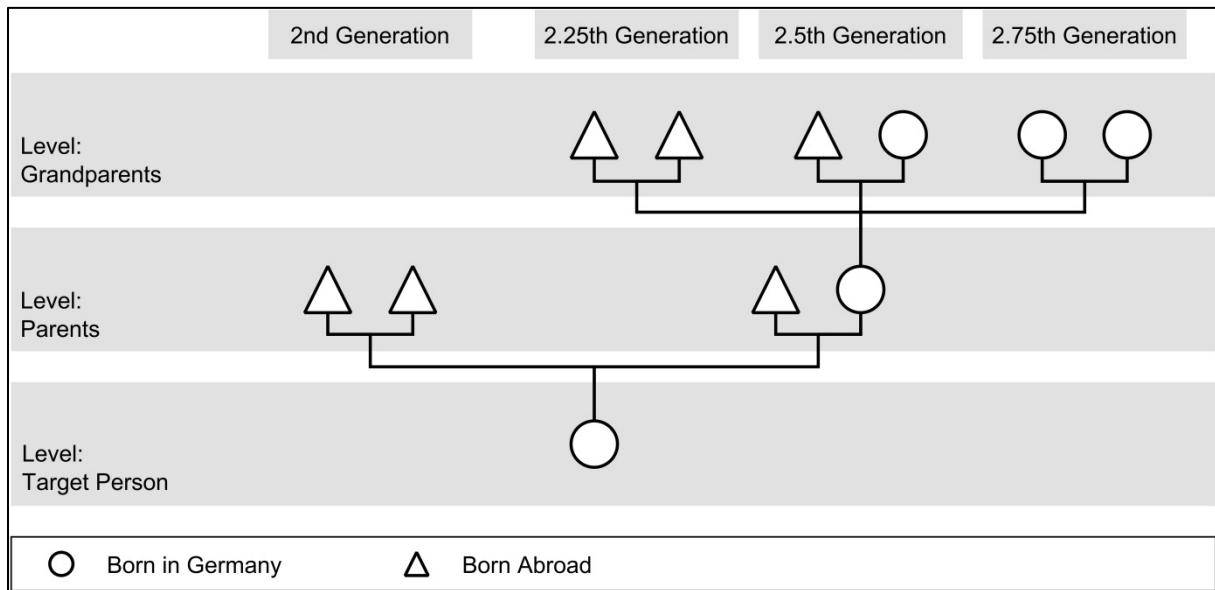 2nd Generation
2.25th Generation
2.5th Generation
2.75th Generation
Level:
Grandparents
Level:
Parents
Level:
Target Person
Born in Germany
Born Abroad